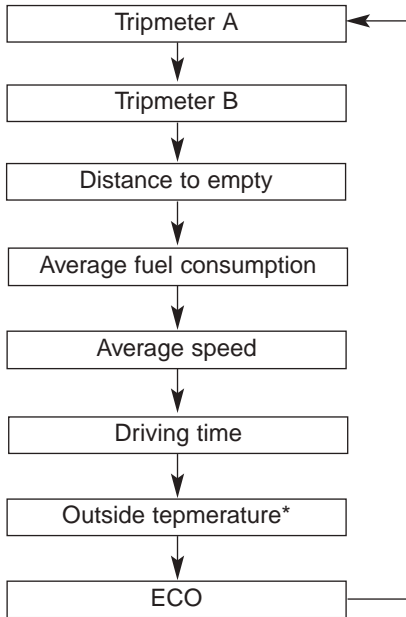 Tripmeter A
Tripmeter B
Distance to empty
Average fuel consumption
Average speed
Driving time
Outside tepmerature*
ECO